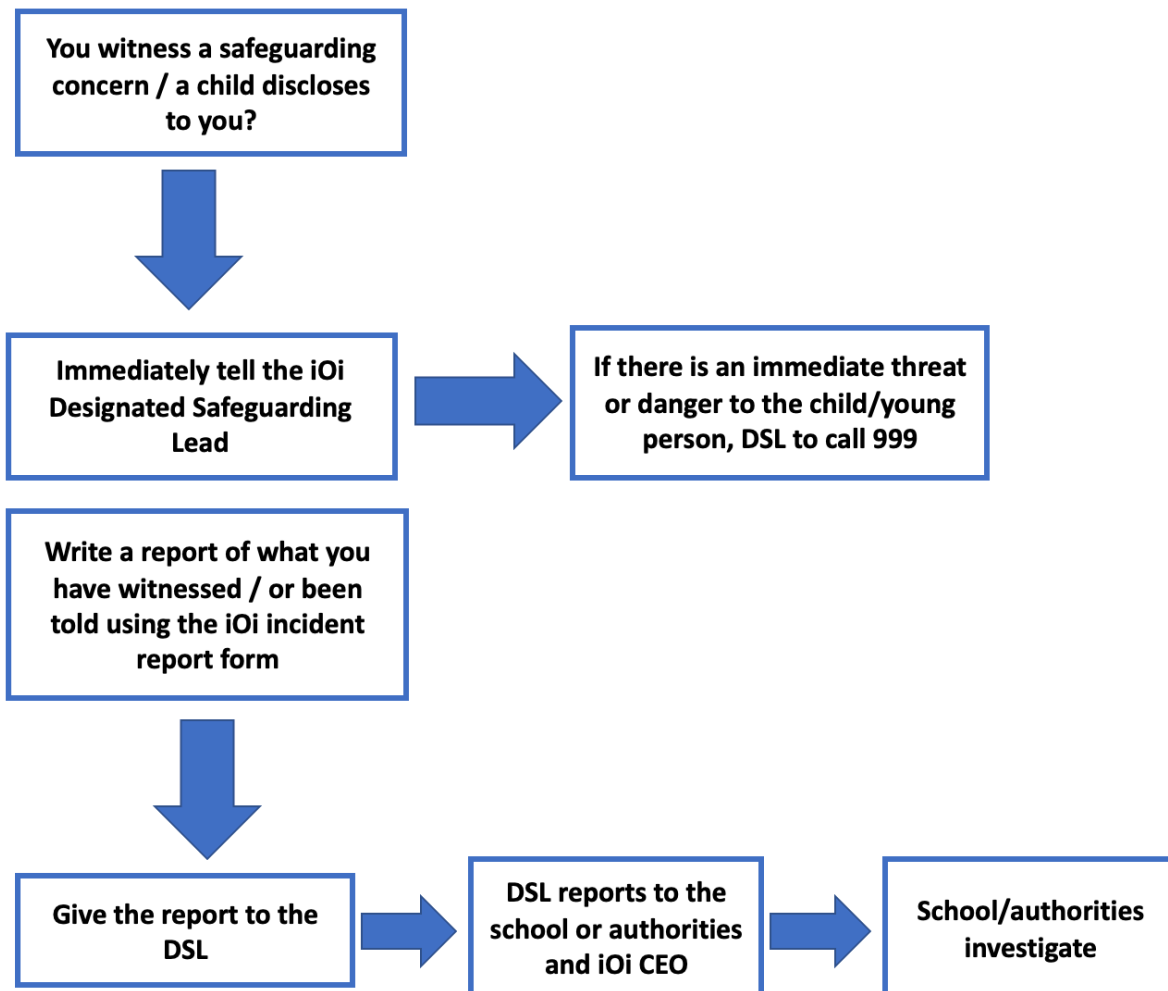 You witness a safeguarding
concern / a child discloses
to you?
Immediately tell the iOi
Designated Safeguarding
Lead
If there is an immediate threat
or danger to the child/young
person, DSL to call 999
Write a report of what you
have witnessed / or been
told using the iOi incident
report form
Give the report to the
DSL
DSL reports to the
school or authorities
and iOi CEO
School/authorities
investigate